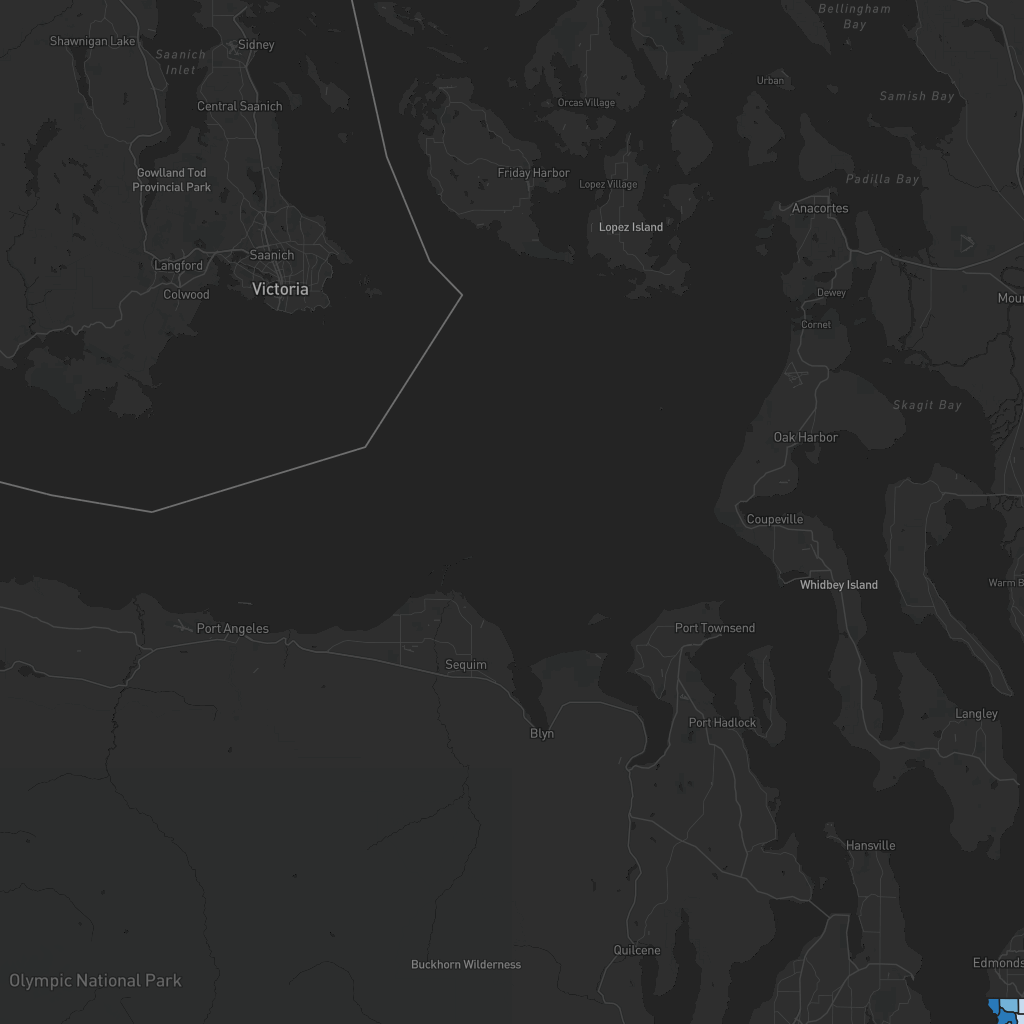 Bellingham
Bay
Shawnigan Lake
Sidney
Saanich
Inlet
Urban
Samish Bay
Central Saanich
Orcas Village
Gowlland Tod
Provincial Park
Friday Harbor
Lopez Village
Padilla Bay
Anacortes
Lopez Island
Saanich
Langford
Colwood
Victoria
Dewey
Mour
Cornet
Skagit Bay
Oak Harbor
Coupeville
Whidbey Island
Warm B
Port Angeles
Port Townsend
Sequim
Langley
Port Hadlock
Blyn
Hansville
Quilcene
Buckhorn Wilderness
Edmonds
Olympic National Park